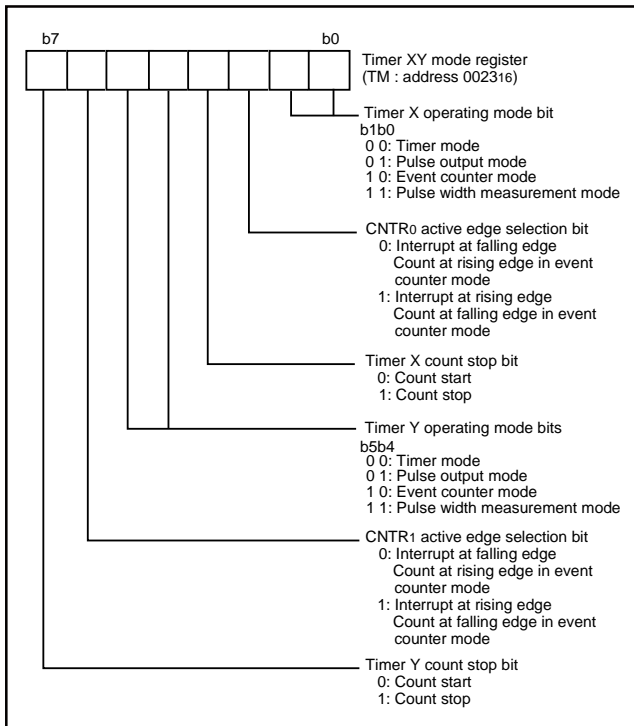 b7 b0
Timer XY mode register
(TM : address 002316)
Timer X operating mode bit
b1b0
0 0: Timer mode
0 1: Pulse output mode
1 0: Event counter mode
1 1: Pulse width measurement mode
CNTR0 active edge selection bit
0: Interrupt at falling edge
Count at rising edge in event
counter mode
1: Interrupt at rising edge
Count at falling edge in event
counter mode
Timer X count stop bit
0: Count start
1: Count stop
Timer Y operating mode bits
b5b4
0 0: Timer mode
0 1: Pulse output mode
1 0: Event counter mode
1 1: Pulse width measurement mode
CNTR1 active edge selection bit
0: Interrupt at falling edge
Count at rising edge in event
counter mode
1: Interrupt at rising edge
Count at falling edge in event
counter mode
Timer Y count stop bit
0: Count start
1: Count stop